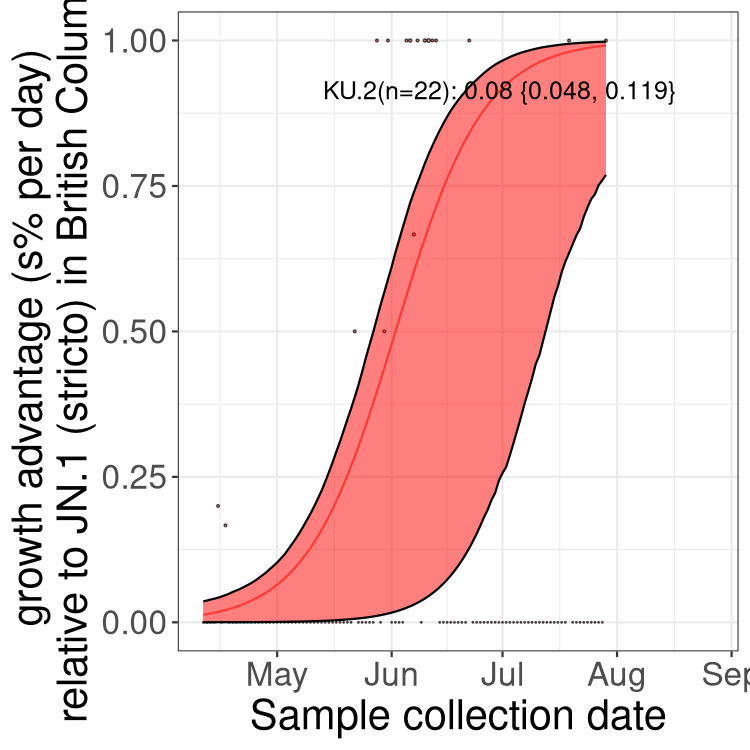 growth advantage (s% per day)
relative to JN.1 (stricto) in British Colum
1.00
0.75
0.50
0.25
0.00
KU.2(n=22): 0.08 {0.048, 0.119}
May Jun Jul Aug Sep
Sample collection date